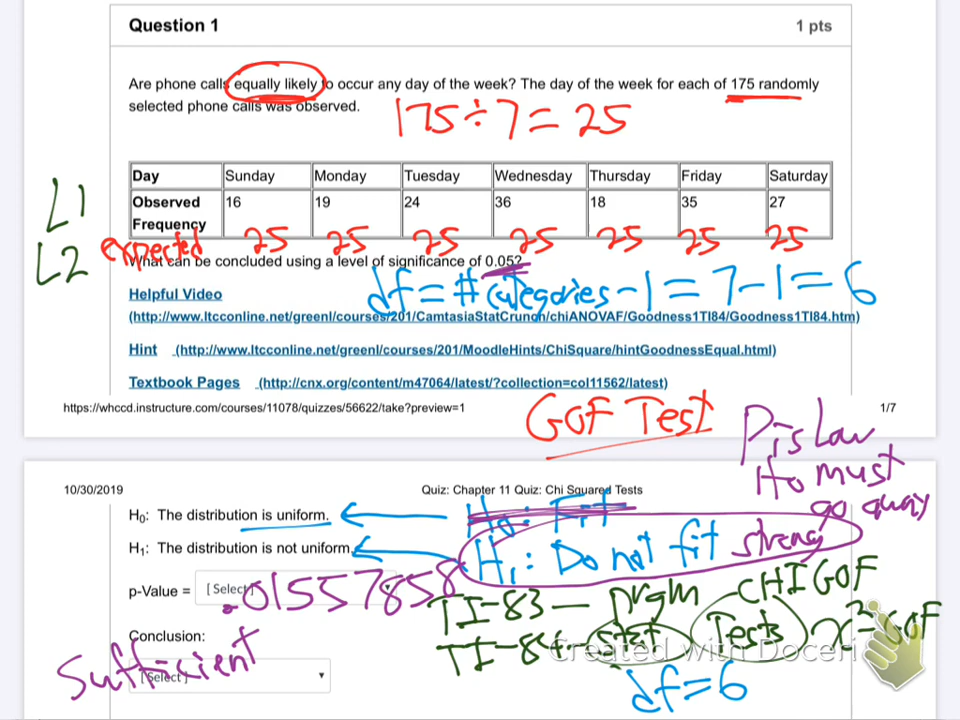 Question 1
1 pts
Are phone calls equally likely to occur any day of the week? The day of the week for each of 175 randomly
selected phone calls was observed.
175÷7=25
Day Sunday Monday Tuesday Wednesday Thursday Friday Saturday
L1
Observed Frequency 16 19 24 36 18 35 27
L2 expected 25 25 25 25 25 25 25
What can be concluded using a level of significance of 0.05?
df = # categories - 1 = 7 - 1 = 6
Helpful Video
(http://www.ltcconline.net/greenl/courses/201/CamtasiaStatCrunch/chiANOVAF/Goodness1TI84/Goodness1TI84.htm)
Hint (http://www.ltcconline.net/greenl/courses/201/MoodleHints/ChiSquare/hintGoodnessEqual.html)
Textbook Pages (http://cnx.org/content/m47064/latest/?collection=col11562/latest)
https://whccd.instructure.com/courses/11078/quizzes/56622/take?preview=1
1/7
GOF Test
P is low
Ho must
go away
10/30/2019
Quiz: Chapter 11 Quiz: Chi Squared Tests
H0: The distribution is uniform.
Ho: Fit
H1: The distribution is not uniform.
H1: Do not fit
p-Value = [ Select ]
.01557858
TI-83 - prgm - CHIGOF
TI-84 Stat Tests x² GOF
Created with Doceri
df=6
Conclusion:
Sufficient
[ Select ]